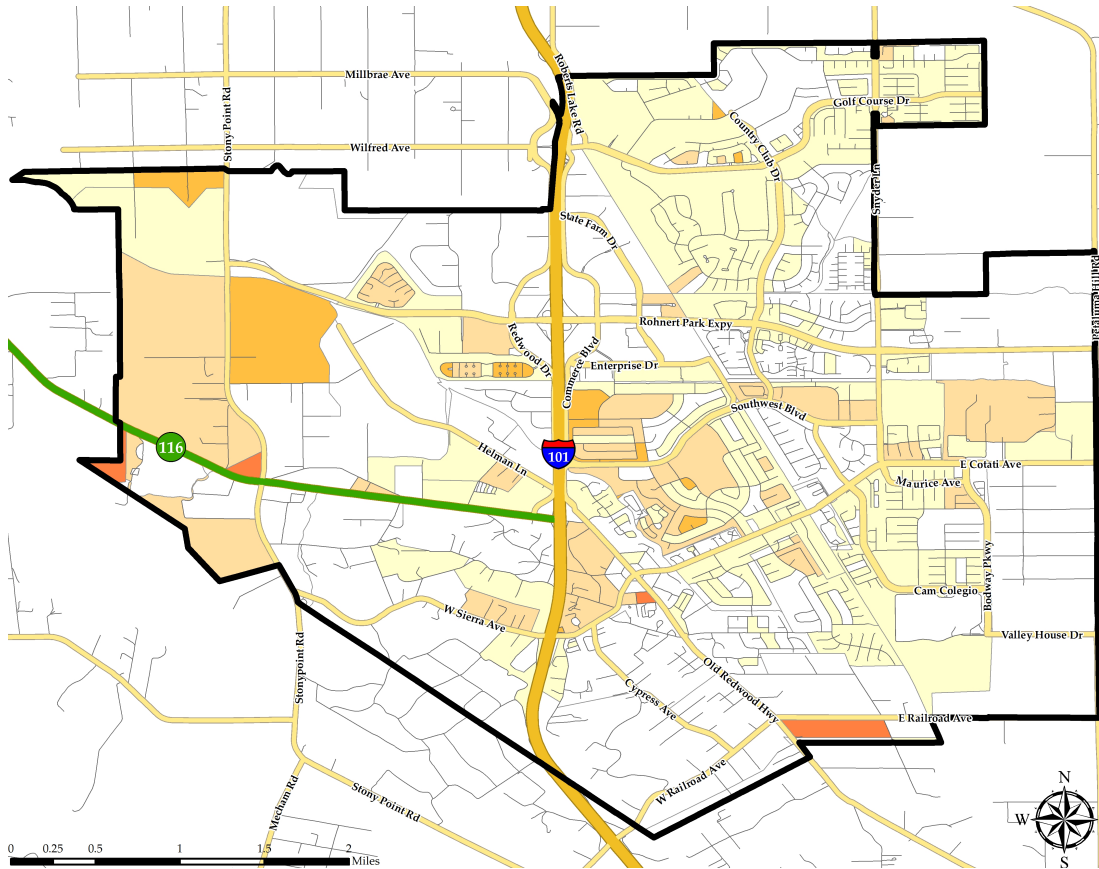 Millbrae Ave
Roberts Lake Rd
Stony Point Rd
Golf Course Dr
Country Club Dr
Wilfred Ave
Snyder Ln
State Farm Dr
Petaluma Hill Rd
Rohnert Park Expy
Redwood Dr
Commerce Blvd
Enterprise Dr
Southwest Blvd
116
101
Helman Ln
E Cotati Ave
Maurice Ave
Bodway Pkwy
Cam Colegio
W Sierra Ave
Valley House Dr
Stonypoint Rd
Cypress Ave
Old Redwood Hwy
E Railroad Ave
W Railroad Ave
Mecham Rd
Stony Point Rd
N
W
S
0 0.25 0.5 1 1.5 2
Miles